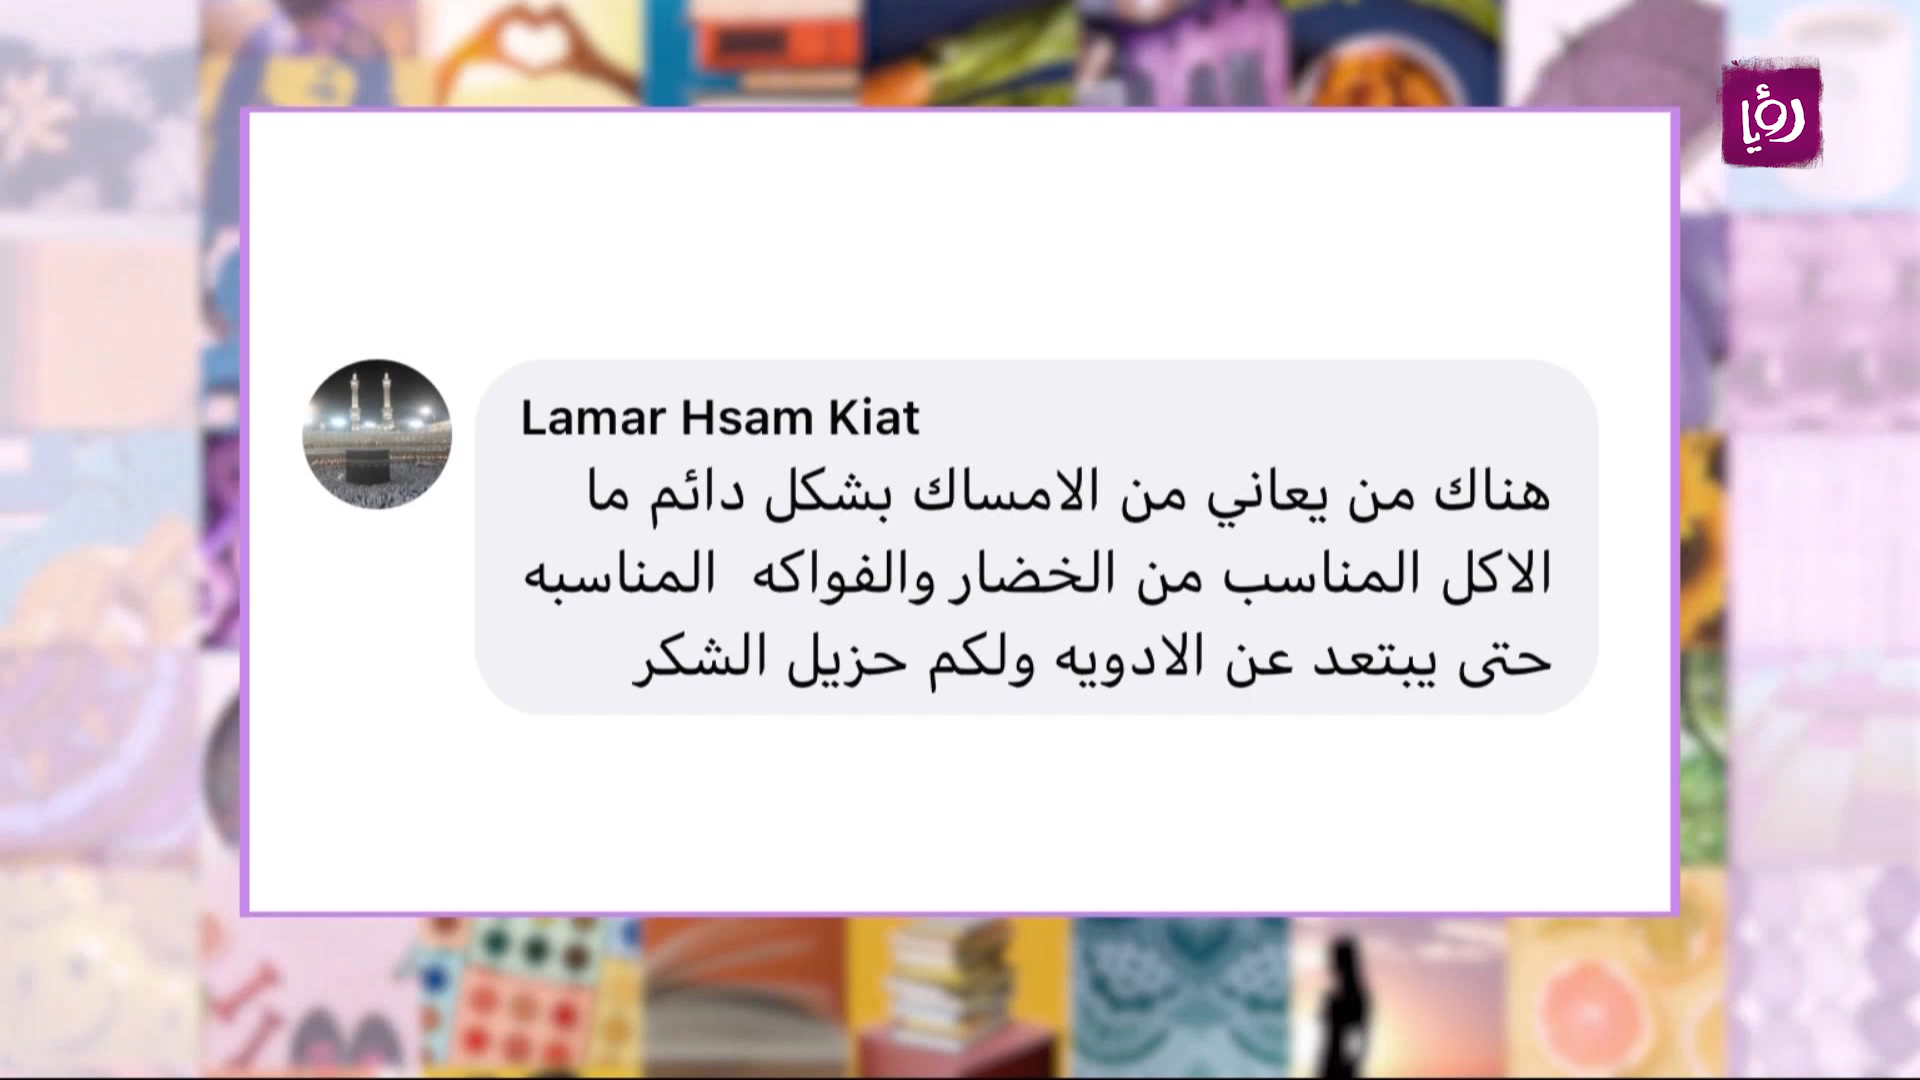 رؤيا
Lamar Hsam Kiat
هناك من يعاني من الامساك بشكل دائم ما
الاكل المناسب من الخضار والفواكه  المناسبه
حتى يبتعد عن الادويه ولكم حزيل الشكر